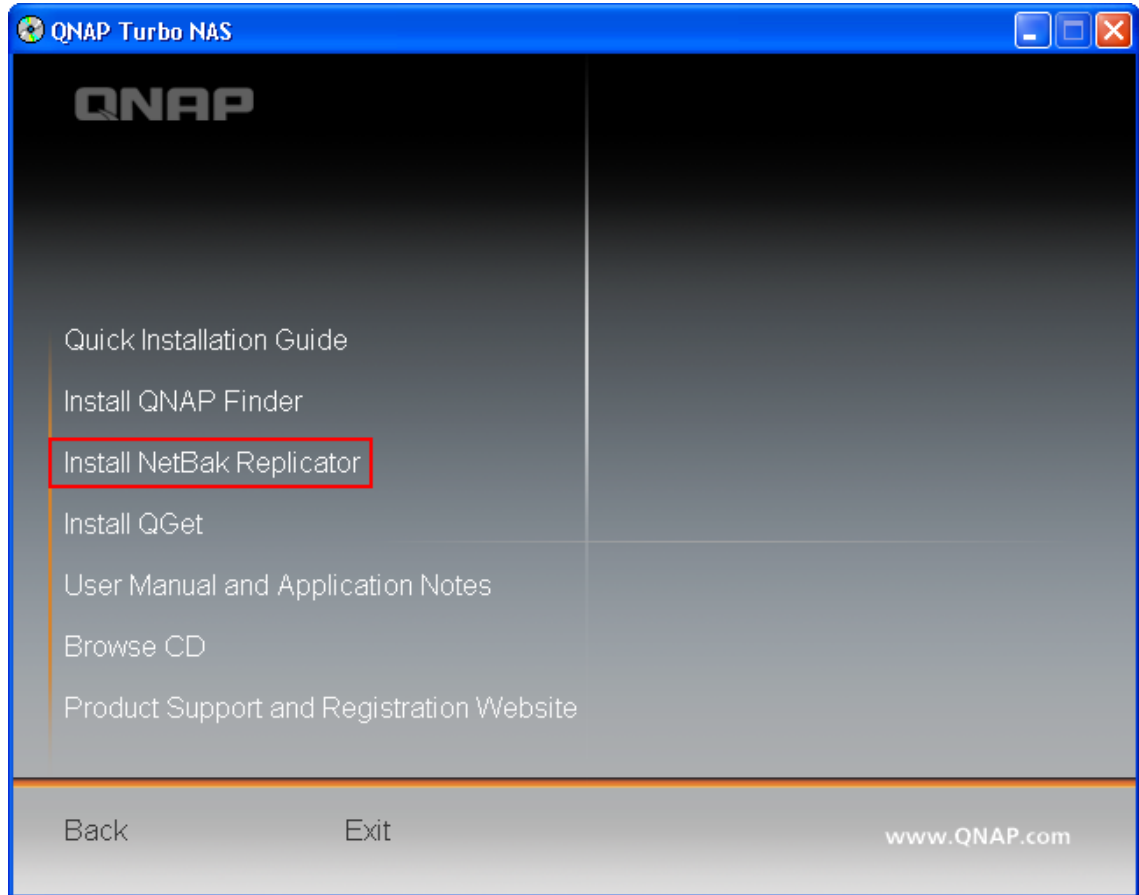 QNAP Turbo NAS
QNAP
Quick Installation Guide
Install QNAP Finder
Install NetBak Replicator
Install QGet
User Manual and Application Notes
Browse CD
Product Support and Registration Website
Back Exit www.QNAP.com